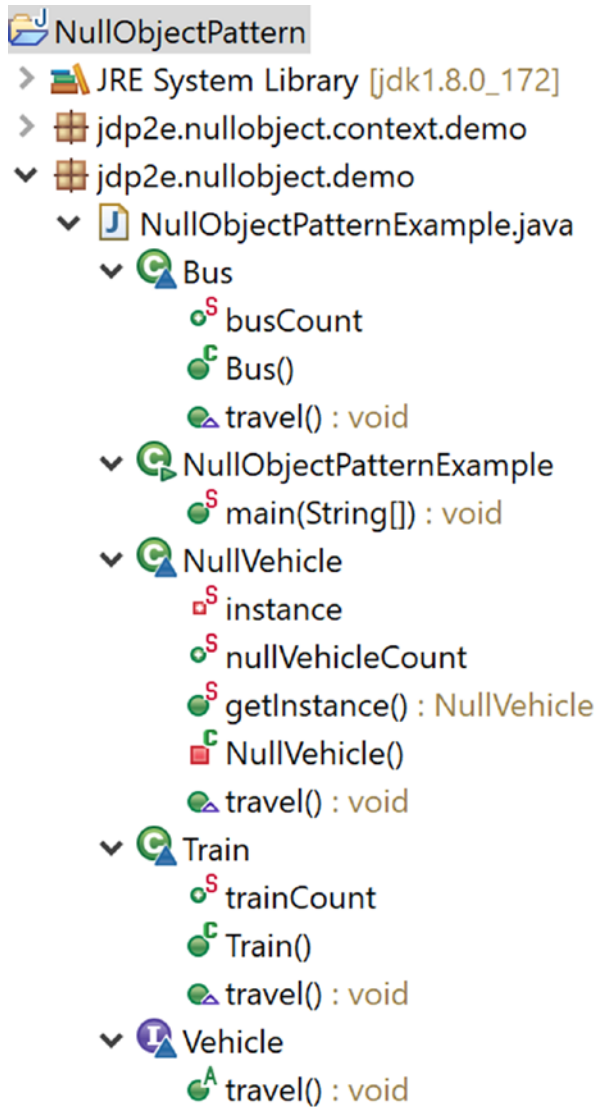 NullObjectPattern
JRE System Library [jdk1.8.0_172]
jdp2e.nullobject.context.demo
jdp2e.nullobject.demo
NullObjectPatternExample.java
Bus
busCount
Bus()
travel() : void
NullObjectPatternExample
main(String[]) : void
NullVehicle
instance
nullVehicleCount
getInstance() : NullVehicle
NullVehicle()
travel() : void
Train
trainCount
Train()
travel() : void
Vehicle
travel() : void